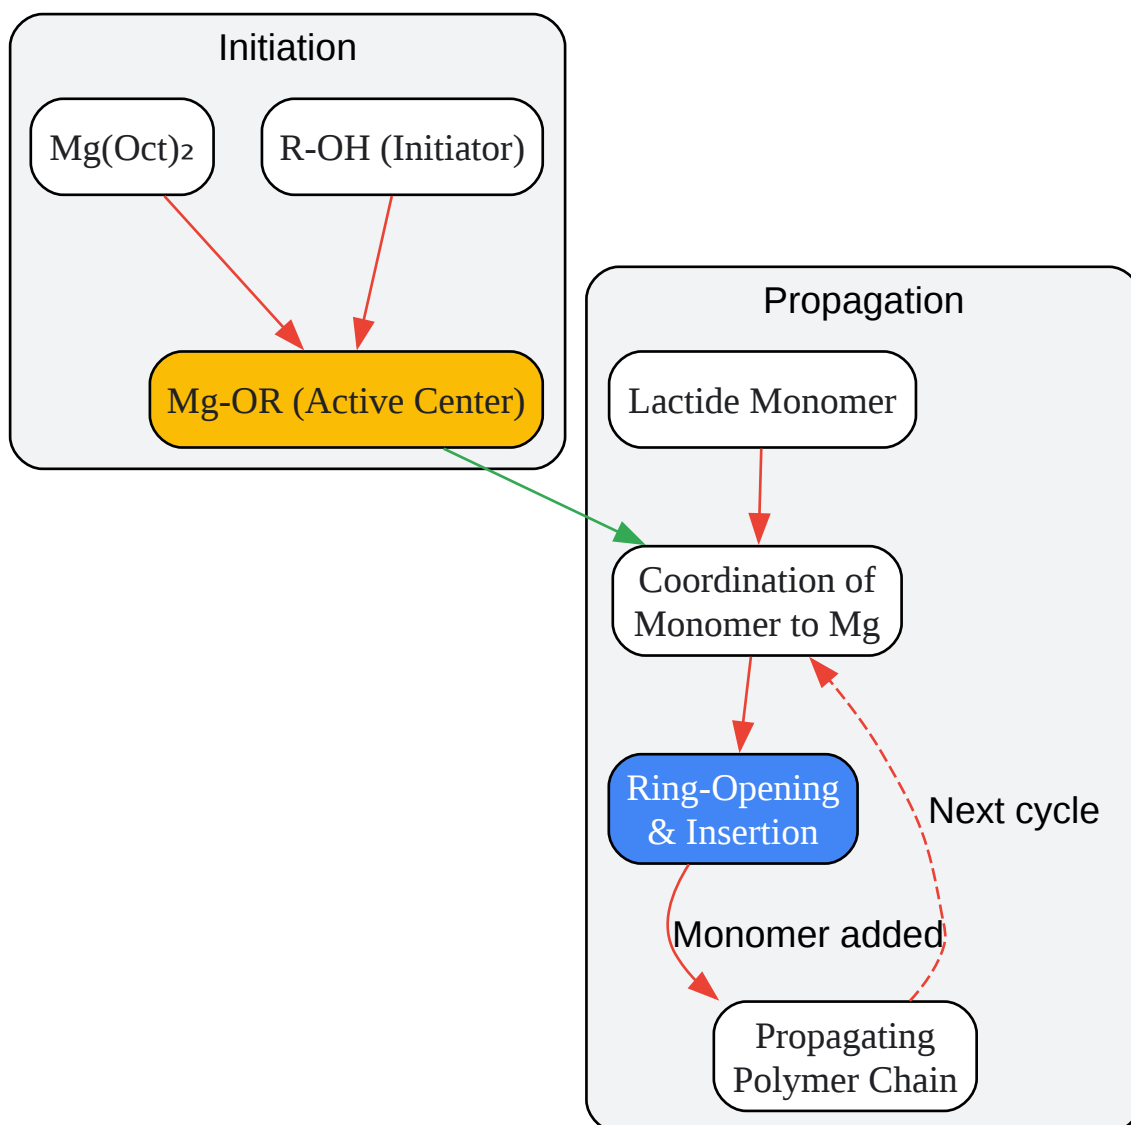 Initiation
Mg(Oct)₂
R-OH (Initiator)
Mg-OR (Active Center)
Propagation
Lactide Monomer
Coordination of
Monomer to Mg
Ring-Opening
& Insertion
Next cycle
Monomer added
Propagating
Polymer Chain